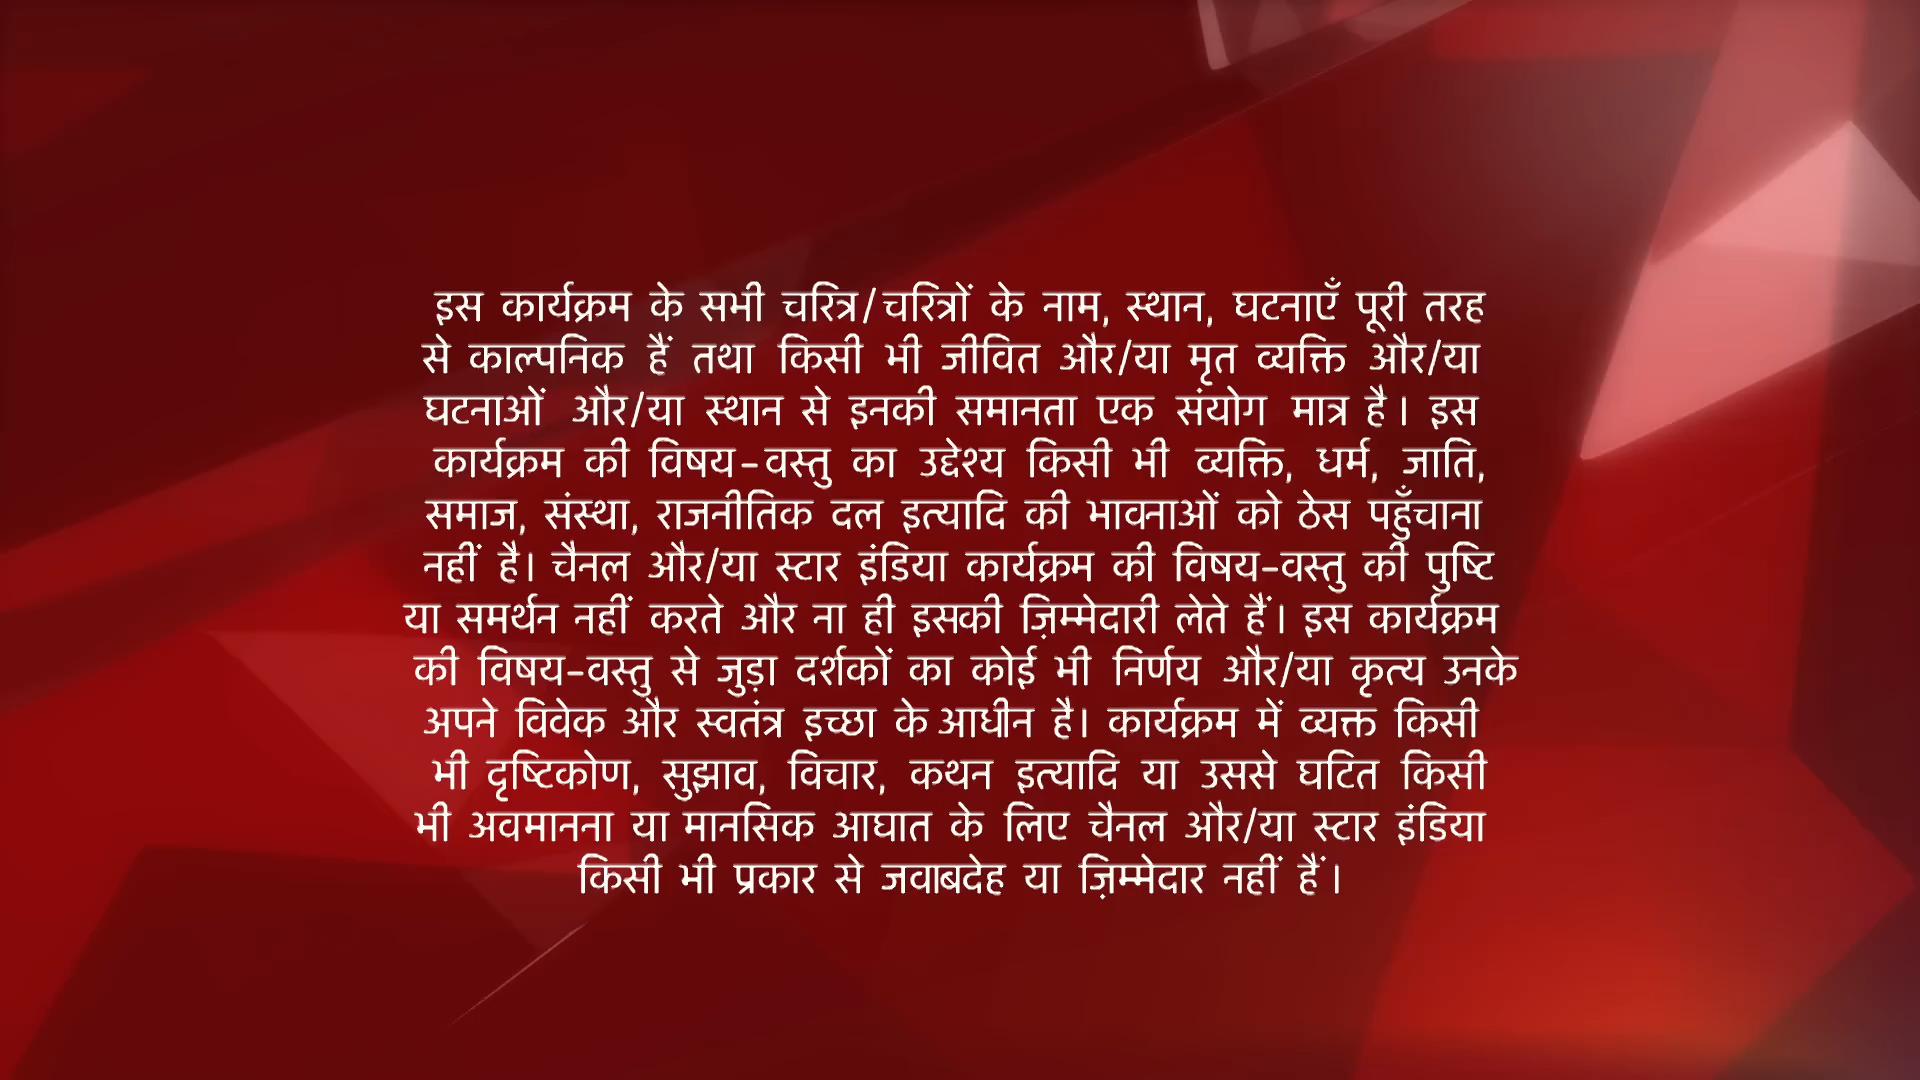 इस कार्यक्रम के सभी चरित्र/चरित्रों के नाम, स्थान, घटनाएँ पूरी तरह
से काल्पनिक हैं तथा किसी भी जीवित और/या मृत व्यक्ति और/या
घटनाओं और/या स्थान से इनकी समानता एक संयोग मात्र है। इस
कार्यक्रम की विषय-वस्तु का उद्देश्य किसी भी व्यक्ति, धर्म, जाति,
समाज, संस्था, राजनीतिक दल इत्यादि की भावनाओं को ठेस पहुँचाना
नहीं है। चैनल और/या स्टार इंडिया कार्यक्रम की विषय-वस्तु की पुष्टि
या समर्थन नहीं करते और ना ही इसकी ज़िम्मेदारी लेते हैं। इस कार्यक्रम
की विषय-वस्तु से जुड़ा दर्शकों का कोई भी निर्णय और/या कृत्य उनके
अपने विवेक और स्वतंत्र इच्छा के आधीन है। कार्यक्रम में व्यक्त किसी
भी दृष्टिकोण, सुझाव, विचार, कथन इत्यादि या उससे घटित किसी
भी अवमानना या मानसिक आघात के लिए चैनल और/या स्टार इंडिया
किसी भी प्रकार से जवाबदेह या ज़िम्मेदार नहीं हैं।